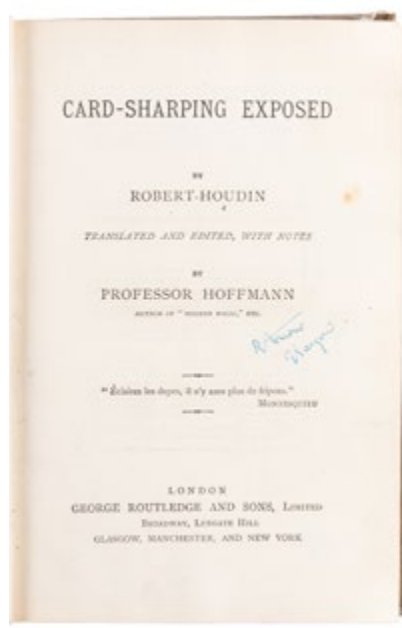 CARD-SHARPING EXPOSED
BY
ROBERT-HOUDIN
TRANSLATED AND EDITED, WITH NOTES
BY
PROFESSOR HOFFMANN
AUTHOR OF "MODERN MAGIC," ETC.
"Éclairez les dupes, il n'y aura plus de fripons."
MONTESQUIEU
LONDON
GEORGE ROUTLEDGE AND SONS, LIMITED
BROADWAY, LUDGATE HILL
GLASGOW, MANCHESTER, AND NEW YORK